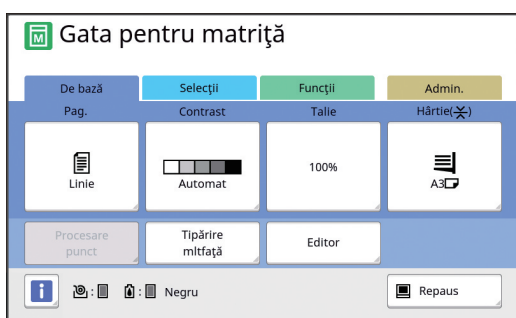 Gata pentru matriţă
De bază Selecţii Funcţii Admin.
Pag. Contrast Talie Hârtie( )
Linie Automat 100% A3
Procesare punct Tipărire mltfaţă Editor
i : : Negru Repaus